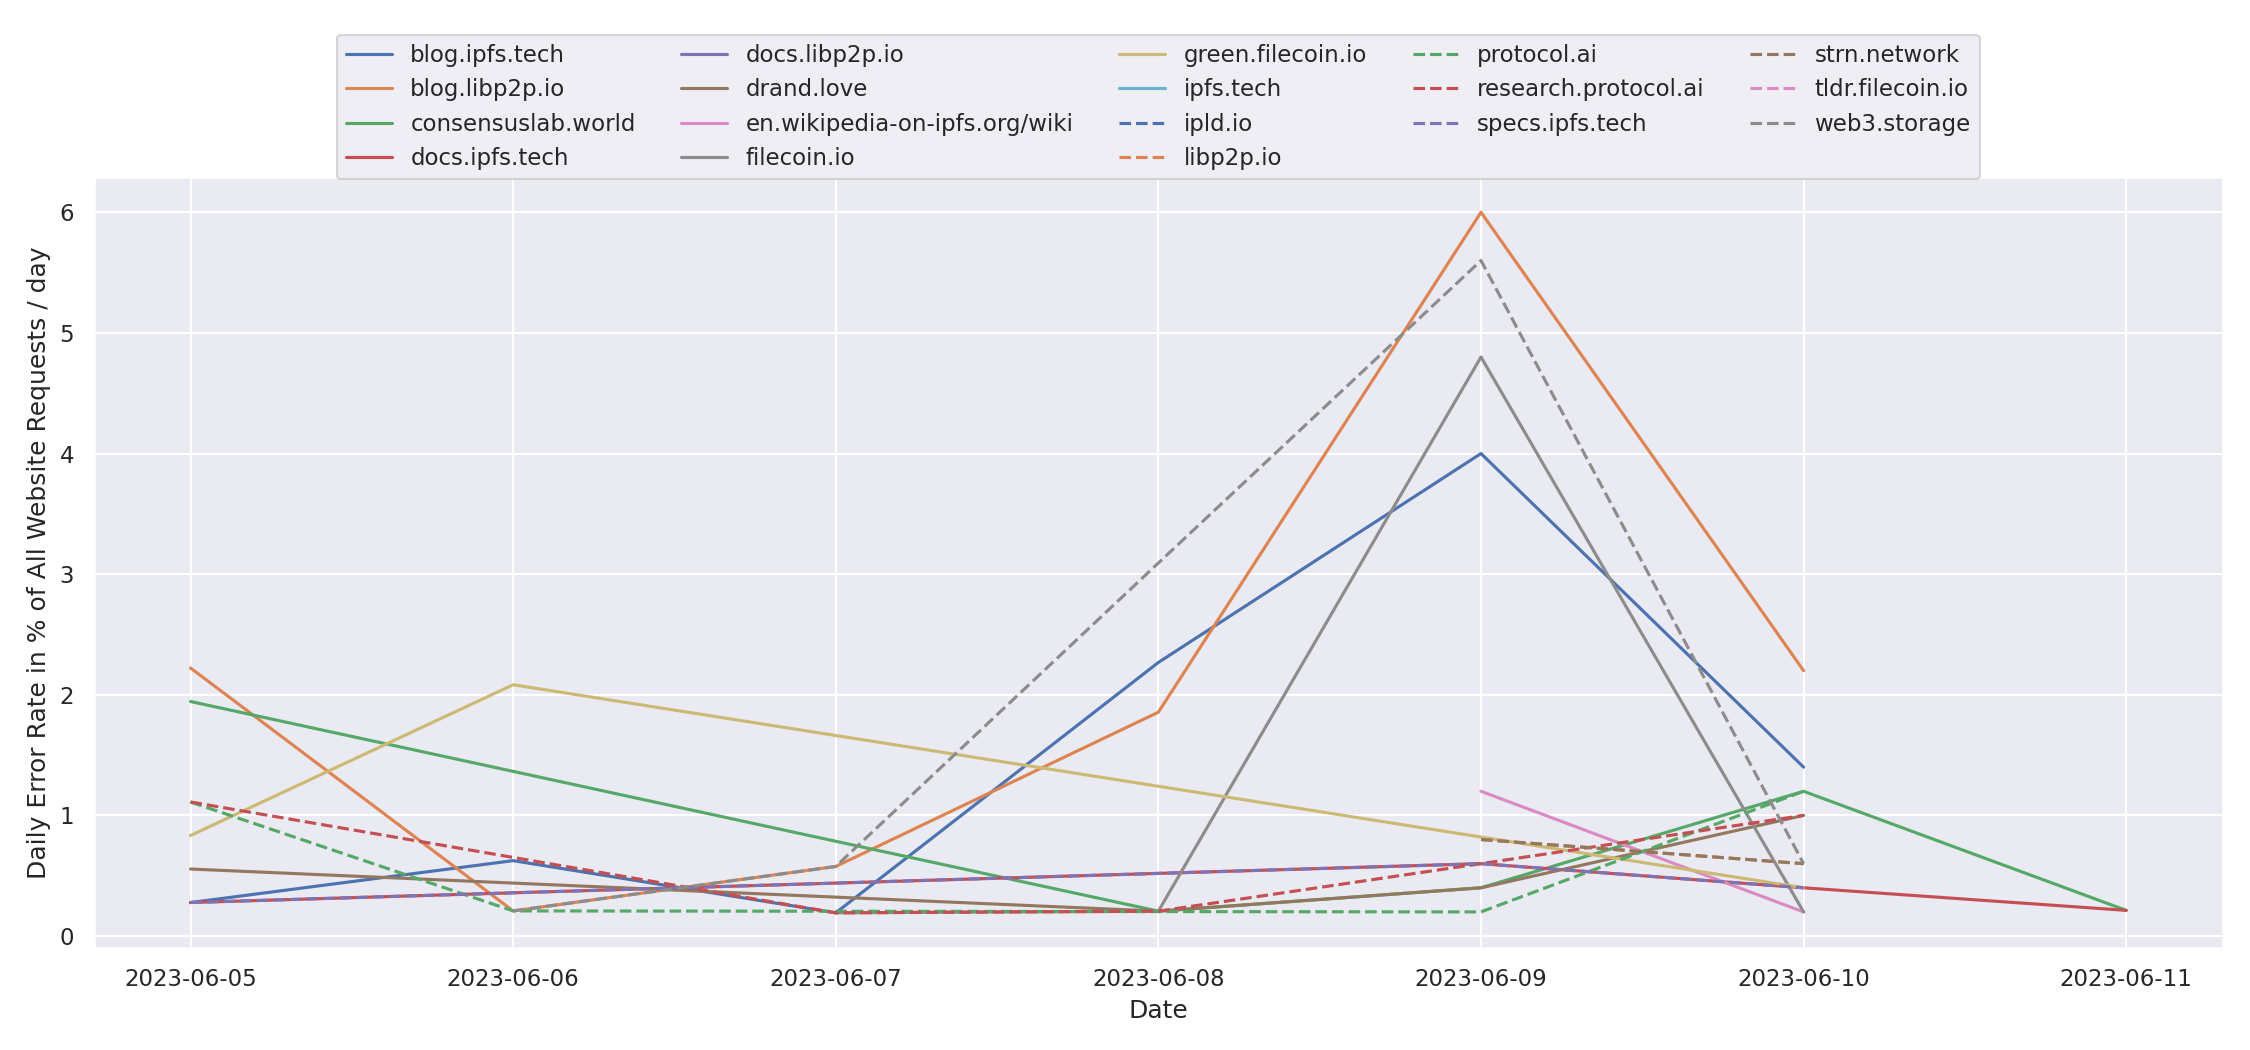 blog.ipfs.tech
blog.libp2p.io
consensuslab.world
docs.ipfs.tech
docs.libp2p.io
drand.love
en.wikipedia-on-ipfs.org/wiki
filecoin.io
green.filecoin.io
ipfs.tech
ipld.io
libp2p.io
protocol.ai
research.protocol.ai
specs.ipfs.tech
strn.network
tldr.filecoin.io
web3.storage
Daily Error Rate in % of All Website Requests / day
6
5
4
3
2
1
0
2023-06-05
2023-06-06
2023-06-07
2023-06-08
2023-06-09
2023-06-10
2023-06-11
Date